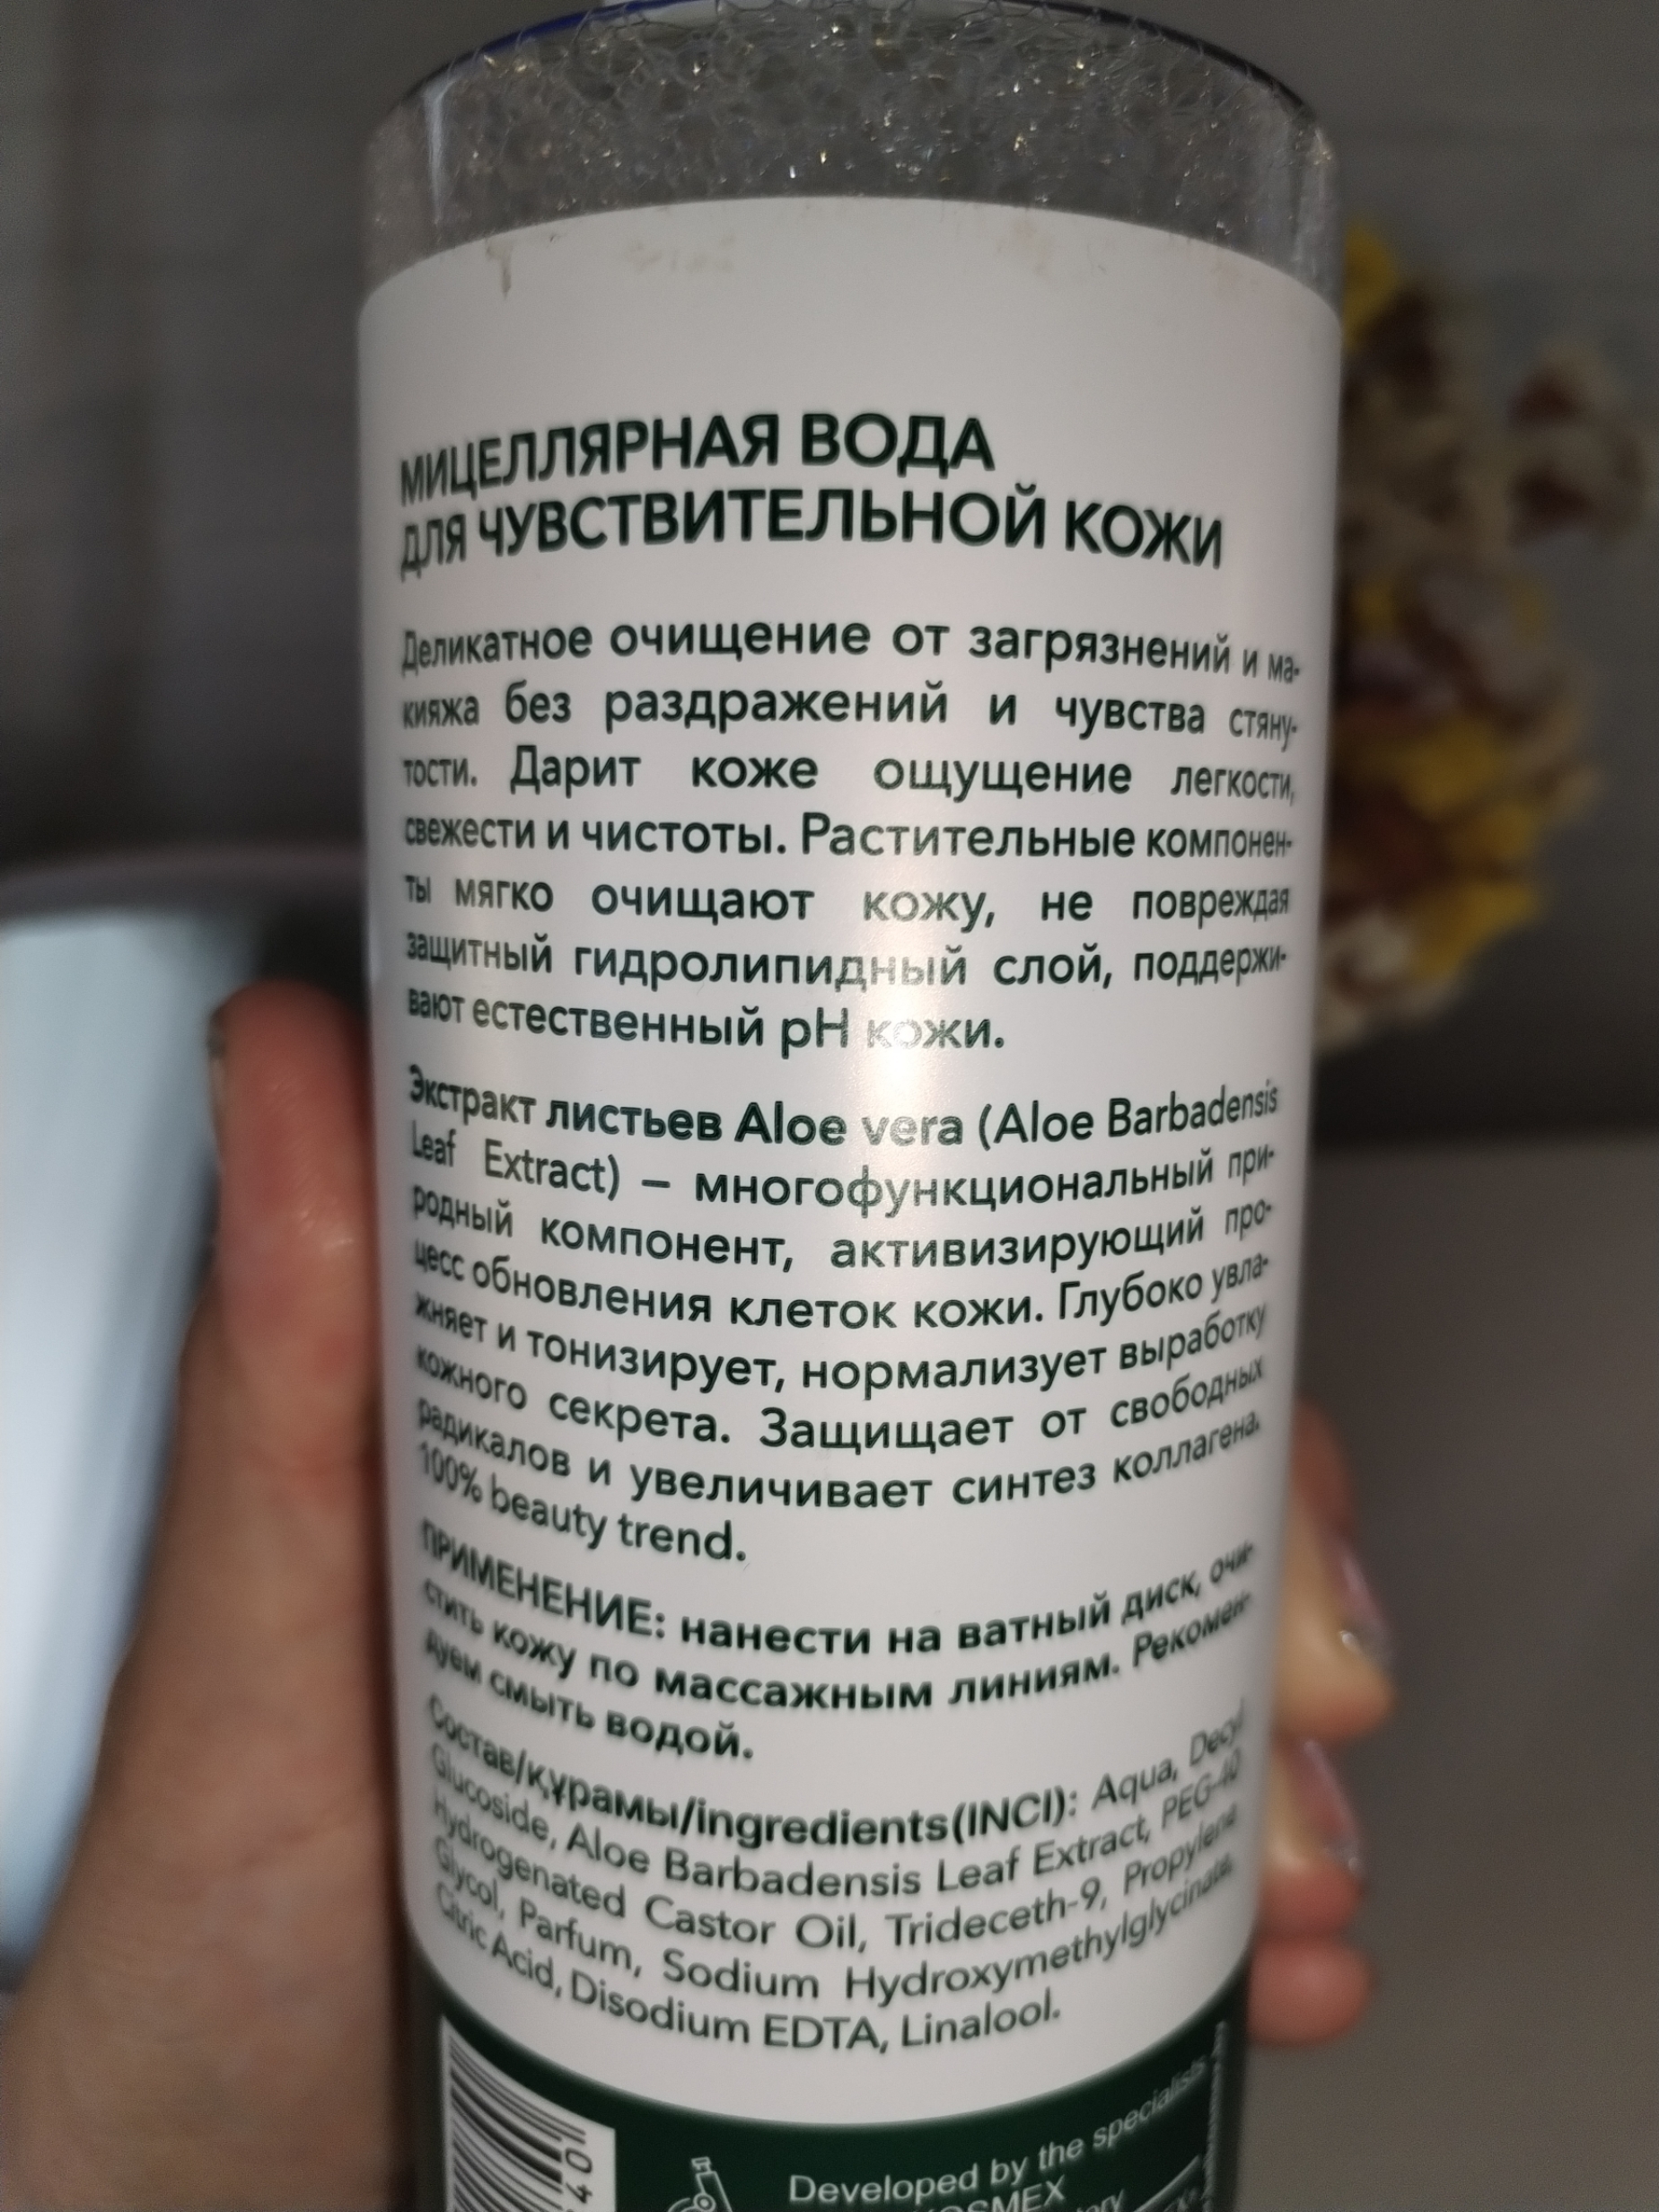 МИЦЕЛЛЯРНАЯ ВОДА
ДЛЯ ЧУВСТВИТЕЛЬНОЙ КОЖИ
Деликатное очищение от загрязнений и ма-
кияжа без раздражений и чувства стяну-
тости. Дарит коже ощущение легкости,
свежести и чистоты. Растительные компонен-
ты мягко очищают кожу, не повреждая
защитный гидролипидный слой, поддержи-
вают естественный pH кожи.
Экстракт листьев Aloe vera (Aloe Barbadensis
Leaf Extract) – многофункциональный при-
родный компонент, активизирующий про-
цесс обновления клеток кожи. Глубоко увла-
жняет и тонизирует, нормализует выработку
кожного секрета. Защищает от свободных
радикалов и увеличивает синтез коллагена.
100% beauty trend.
ПРИМЕНЕНИЕ: нанести на ватный диск, очи-
стить кожу по массажным линиям. Рекомен-
дуем смыть водой.
Состав/құрамы/ingredients(INCI): Aqua, Decyl
Glucoside, Aloe Barbadensis Leaf Extract, PEG-40
Hydrogenated Castor Oil, Trideceth-9, Propylene
Glycol, Parfum, Sodium Hydroxymethylglycinate,
Citric Acid, Disodium EDTA, Linalool.
Developed by the specialists